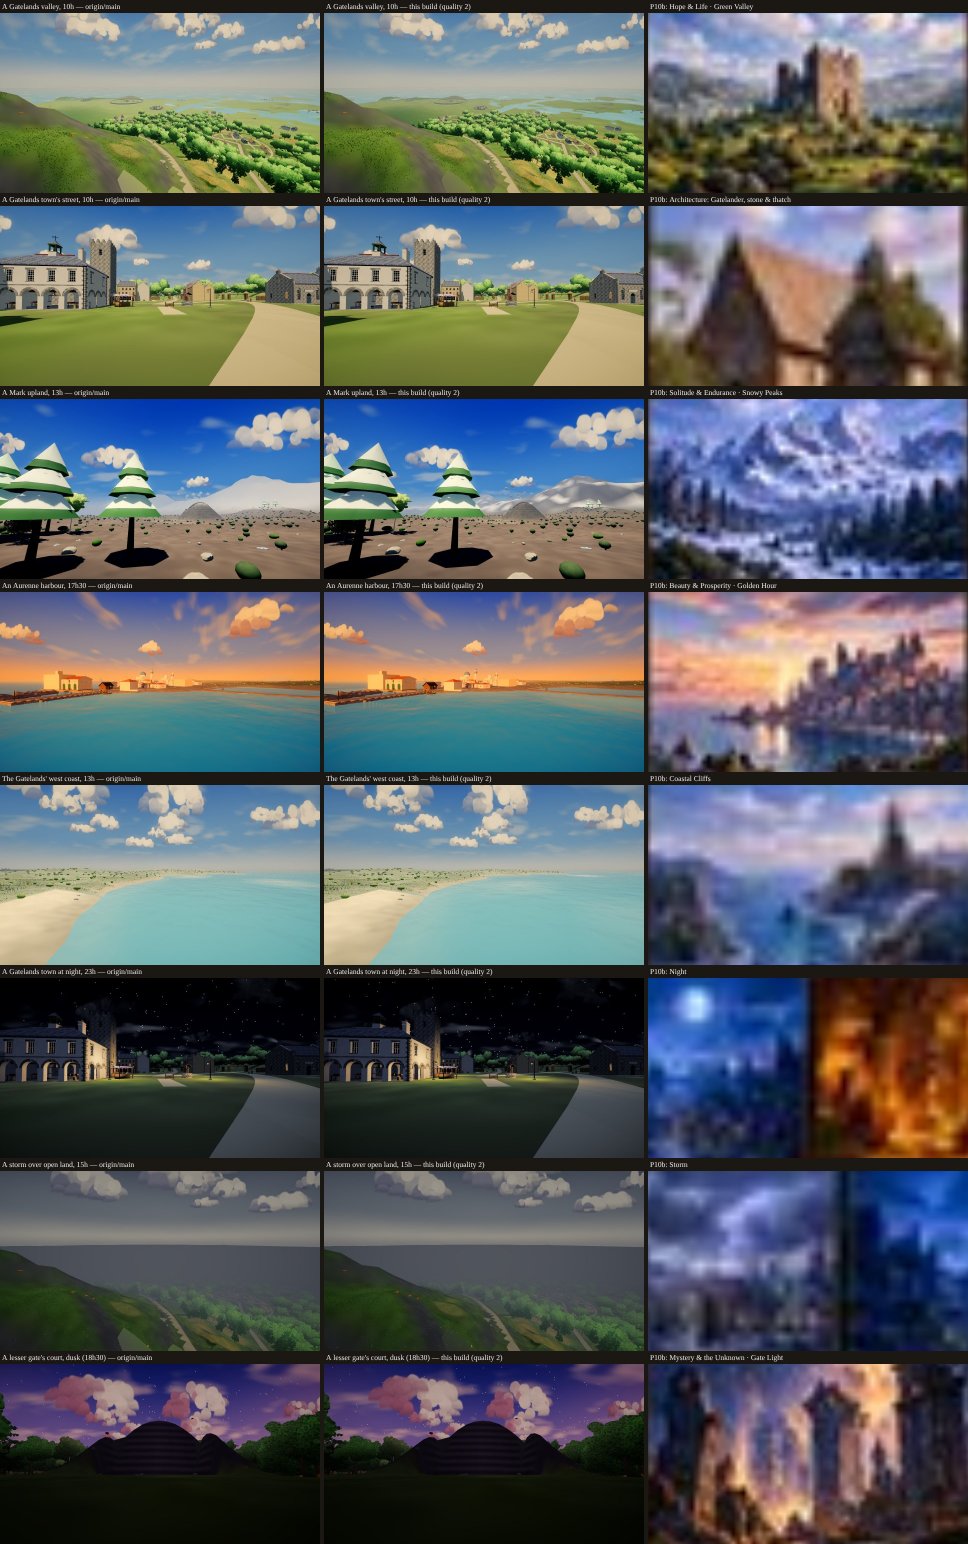 A Gatelands valley, 10h — origin/main
A Gatelands valley, 10h — this build (quality 2)
P10b: Hope & Life · Green Valley
A Gatelands town's street, 10h — origin/main
A Gatelands town's street, 10h — this build (quality 2)
P10b: Architecture: Gatelander, stone & thatch
A Mark upland, 13h — origin/main
A Mark upland, 13h — this build (quality 2)
P10b: Solitude & Endurance · Snowy Peaks
An Aurenne harbour, 17h30 — origin/main
An Aurenne harbour, 17h30 — this build (quality 2)
P10b: Beauty & Prosperity · Golden Hour
The Gatelands' west coast, 13h — origin/main
The Gatelands' west coast, 13h — this build (quality 2)
P10b: Coastal Cliffs
A Gatelands town at night, 23h — origin/main
A Gatelands town at night, 23h — this build (quality 2)
P10b: Night
A storm over open land, 15h — origin/main
A storm over open land, 15h — this build (quality 2)
P10b: Storm
A lesser gate's court, dusk (18h30) — origin/main
A lesser gate's court, dusk (18h30) — this build (quality 2)
P10b: Mystery & the Unknown · Gate Light